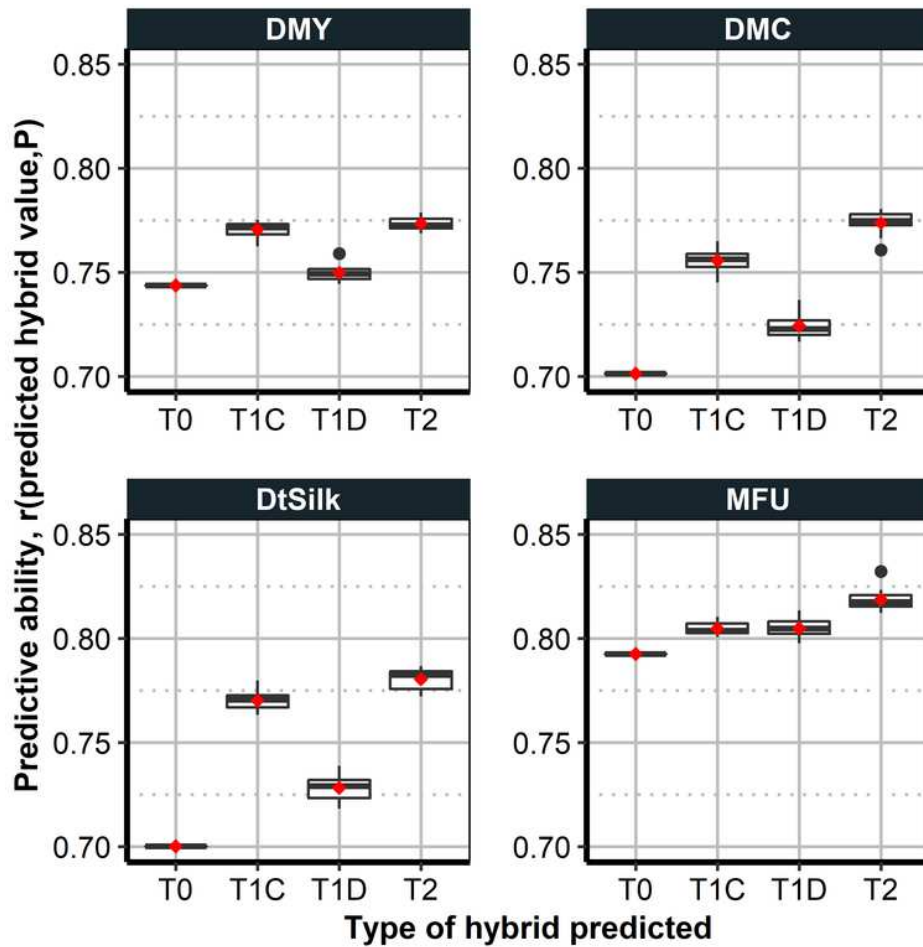 Predictive ability, r(predicted hybrid value,P)
DMY
0.85
0.80
0.75
0.70
T0 T1C T1D T2
DMC
0.85
0.80
0.75
0.70
T0 T1C T1D T2
DtSilk
0.85
0.80
0.75
0.70
T0 T1C T1D T2
MFU
0.85
0.80
0.75
0.70
T0 T1C T1D T2
Type of hybrid predicted